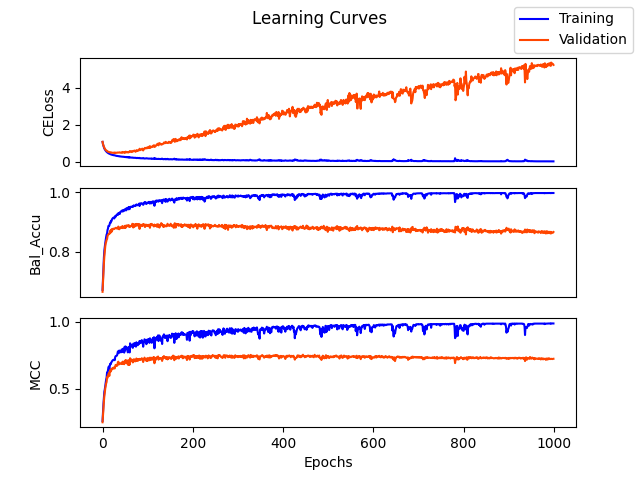 Learning Curves
Training
Validation
CELoss
4
2
0
Bal_Accu
1.0
0.8
MCC
1.0
0.5
0 200 400 600 800 1000
Epochs